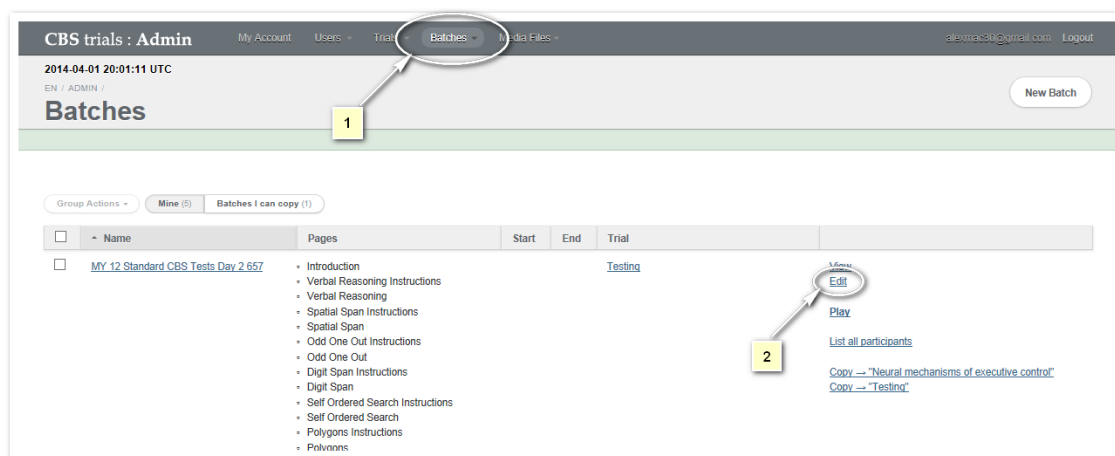 CBS trials : Admin My Account Users Trials Batches Media Files alexmac36@gmail.com Logout
2014-04-01 20:01:11 UTC
EN / ADMIN /
Batches
New Batch
1
Group Actions Mine (5) Batches I can copy (1)
Name Pages Start End Trial
MY 12 Standard CBS Tests Day 2 657 Introduction Testing View
Verbal Reasoning Instructions Edit
Verbal Reasoning
Spatial Span Instructions Play
Spatial Span
Odd One Out Instructions List all participants
Odd One Out
2
Digit Span Instructions Copy → "Neural mechanisms of executive control"
Digit Span Copy → "Testing"
Self Ordered Search Instructions
Self Ordered Search
Polygons Instructions
Polygons